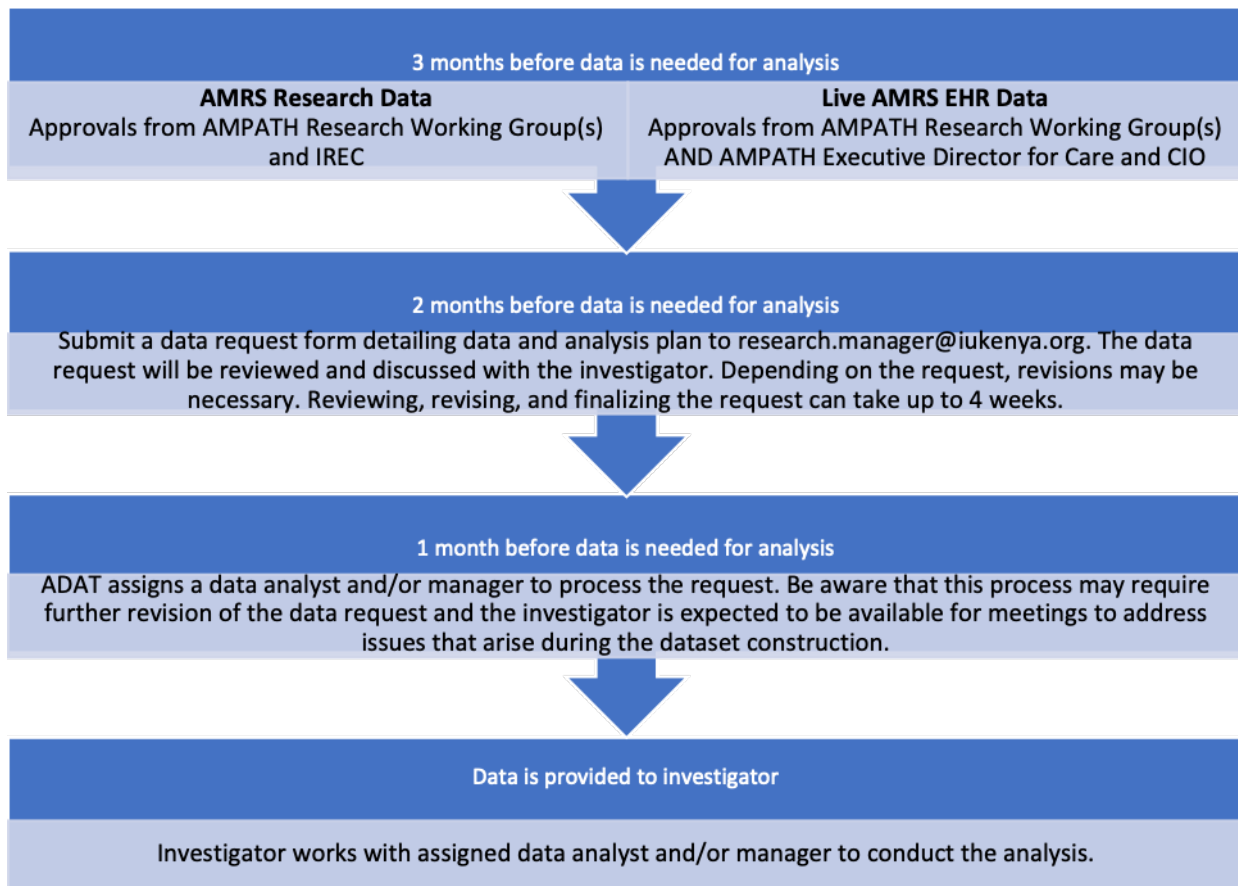 3 months before data is needed for analysis
AMRS Research Data
Approvals from AMPATH Research Working Group(s)
and IREC
Live AMRS EHR Data
Approvals from AMPATH Research Working Group(s)
AND AMPATH Executive Director for Care and CIO
2 months before data is needed for analysis
Submit a data request form detailing data and analysis plan to research.manager@iukenya.org. The data
request will be reviewed and discussed with the investigator. Depending on the request, revisions may be
necessary. Reviewing, revising, and finalizing the request can take up to 4 weeks.
1 month before data is needed for analysis
ADAT assigns a data analyst and/or manager to process the request. Be aware that this process may require
further revision of the data request and the investigator is expected to be available for meetings to address
issues that arise during the dataset construction.
Data is provided to investigator
Investigator works with assigned data analyst and/or manager to conduct the analysis.